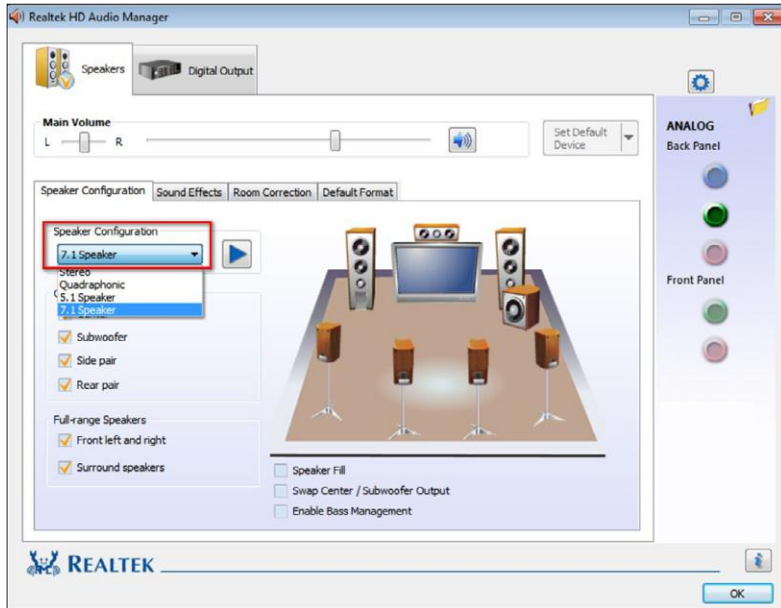 Realtek HD Audio Manager
Speakers
Digital Output
Main Volume
L
R
Set Default
Device
ANALOG
Back Panel
Speaker Configuration
Sound Effects
Room Correction
Default Format
Speaker Configuration
7.1 Speaker
Stereo
Quadraphonic
5.1 Speaker
7.1 Speaker
Subwoofer
Side pair
Rear pair
Full-range Speakers
Front left and right
Surround speakers
Speaker Fill
Swap Center / Subwoofer Output
Enable Bass Management
Front Panel
REALTEK
OK